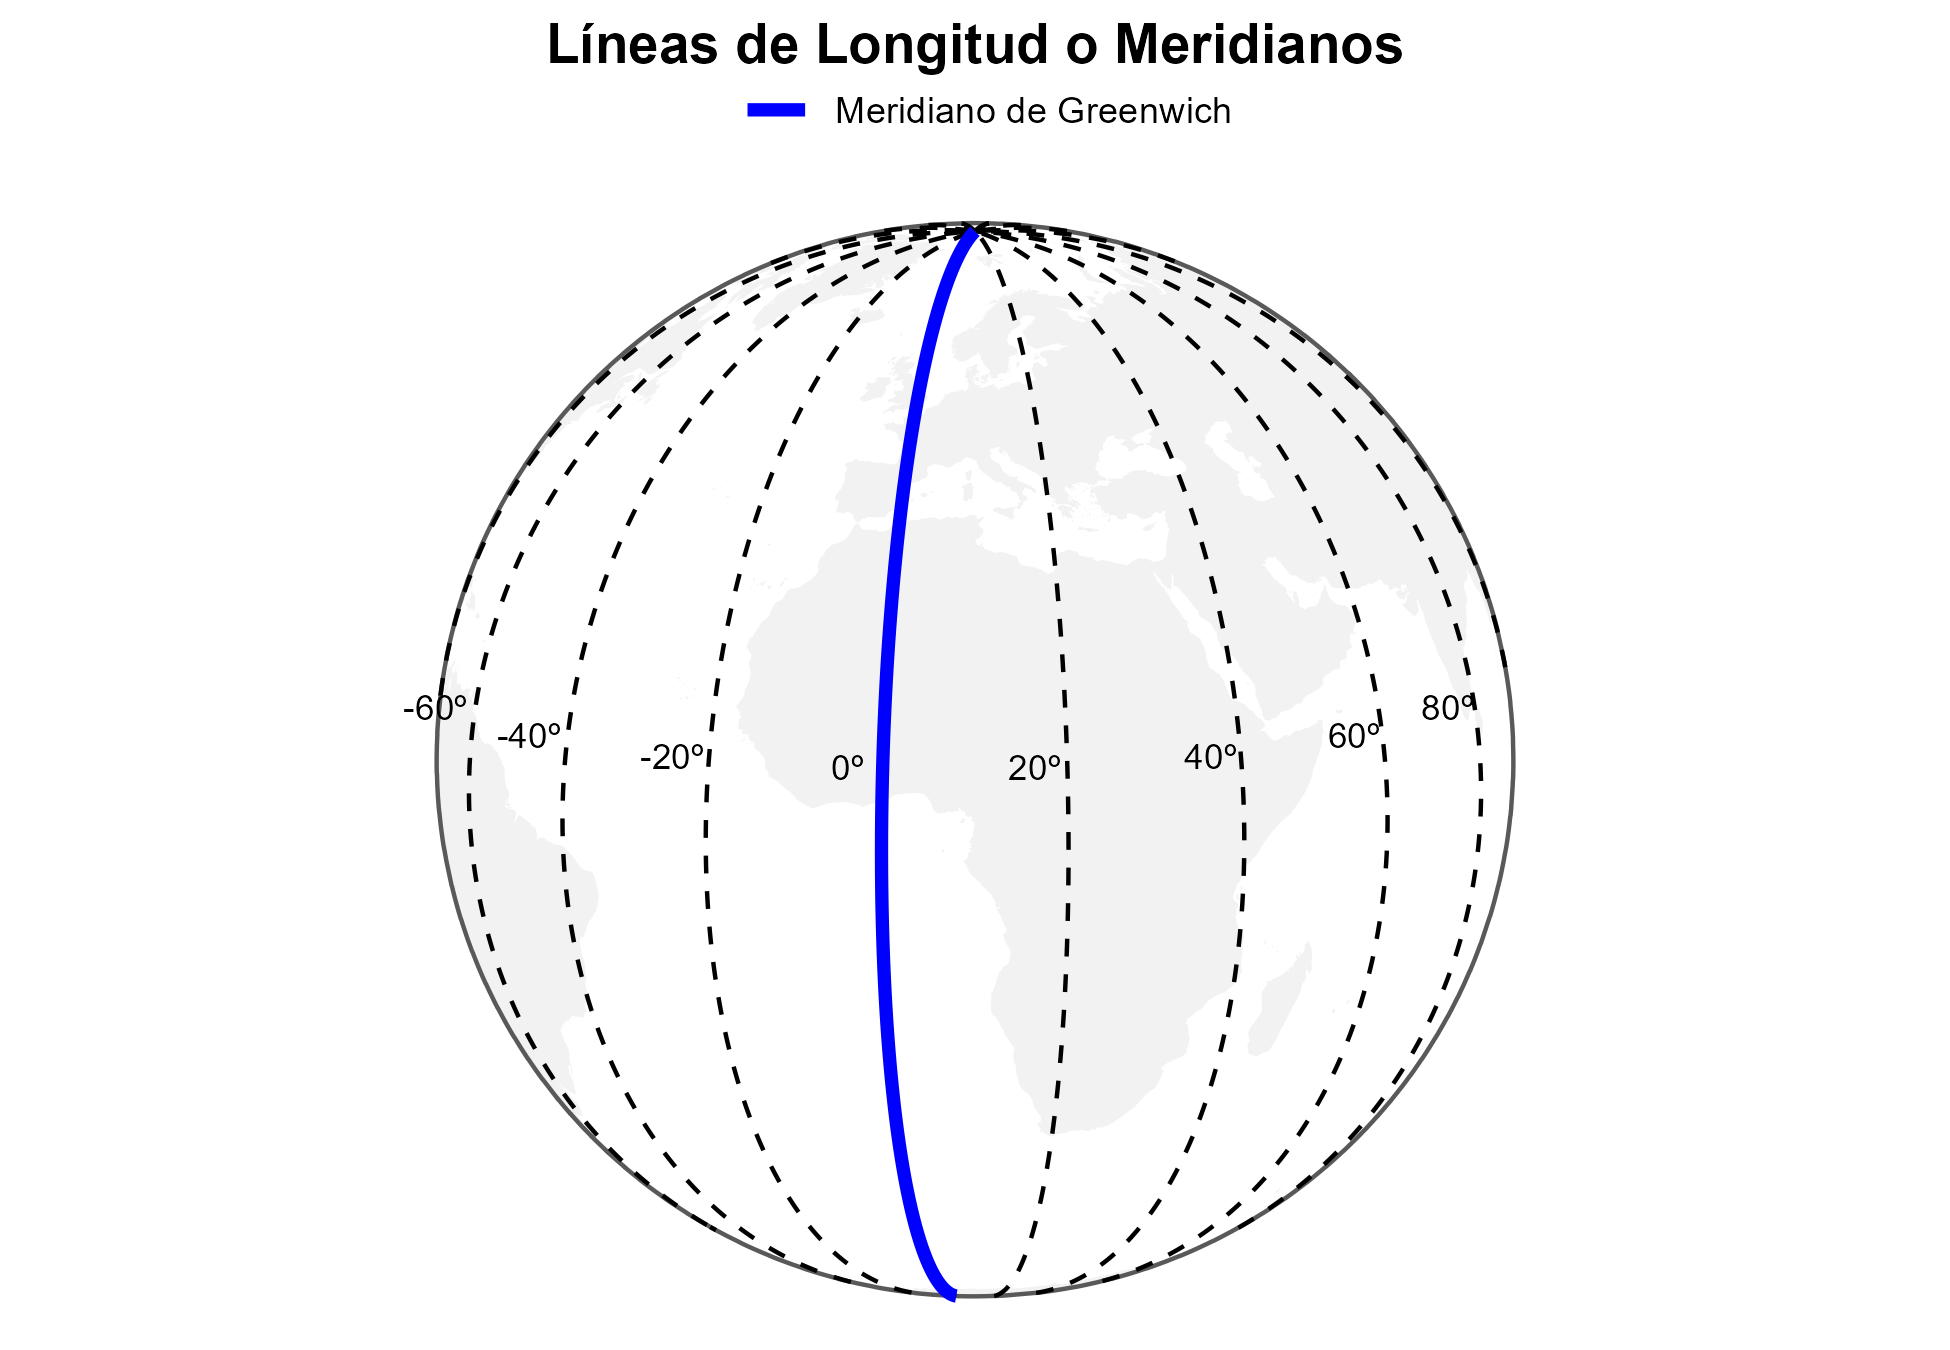 Líneas de Longitud o Meridianos
Meridiano de Greenwich
-60º
-40º
-20º
0º
20º
40º
60º
80º